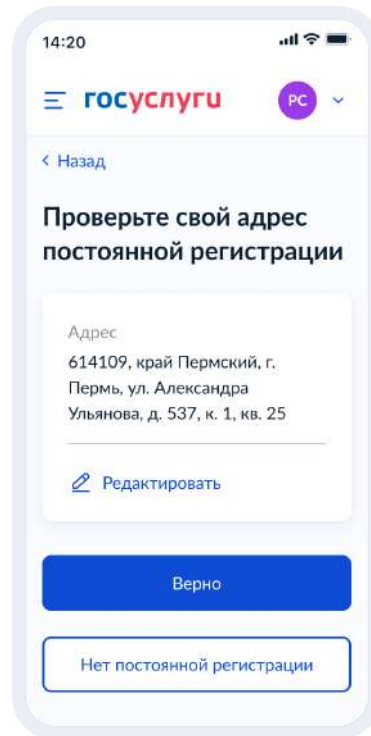 14:20
госуслуги
РС
Назад
Проверьте свой адрес
постоянной регистрации
Адрес
614109, край Пермский, г.
Пермь, ул. Александра
Ульянова, д. 537, к. 1, кв. 25
Редактировать
Верно
Нет постоянной регистрации